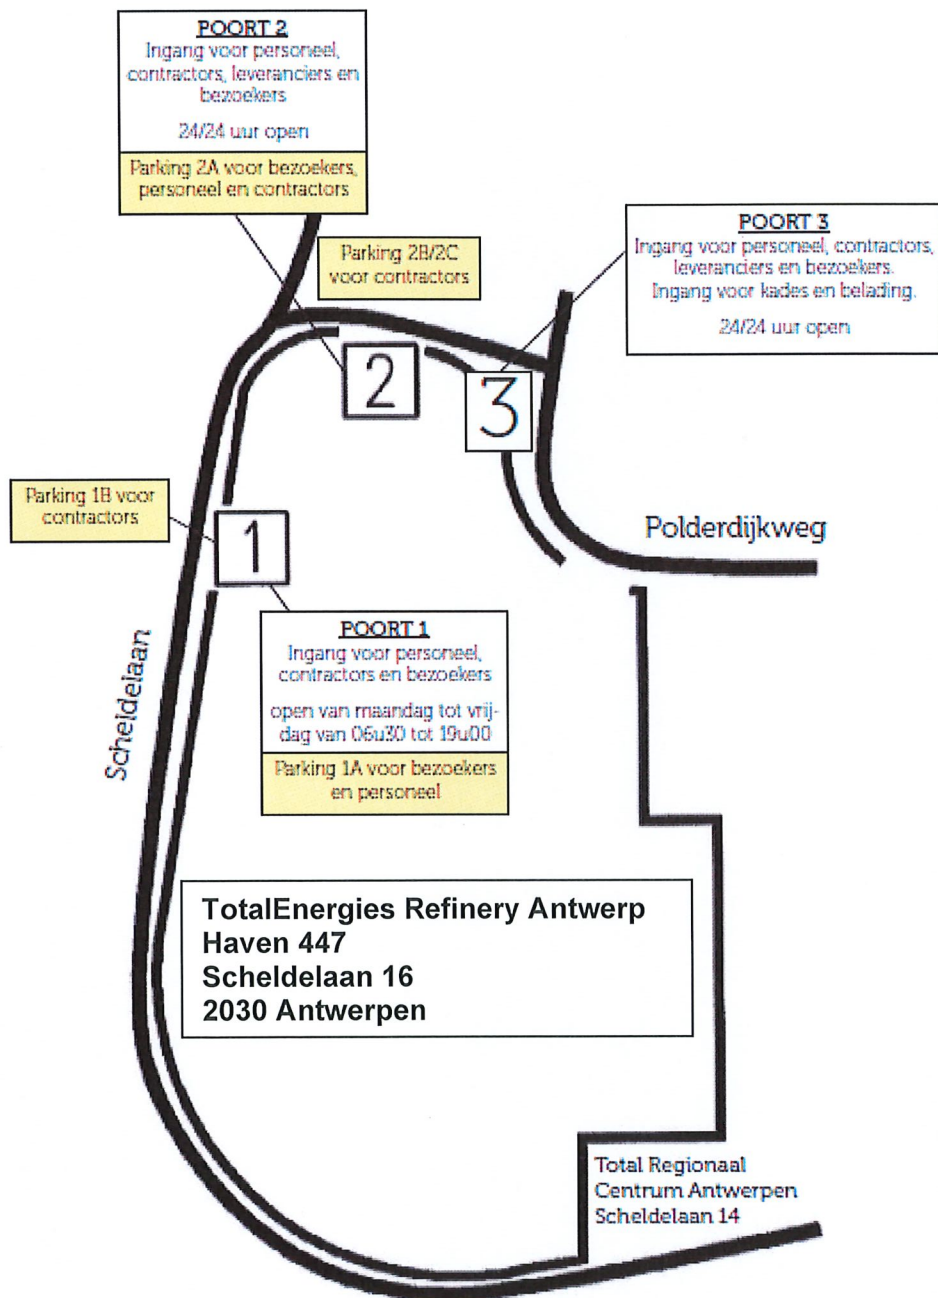 POORT 2
Ingang voor personeel,
contractors, leveranciers en
bezoekers
24/24 uur open
Parking 2A voor bezoekers,
personeel en contractors
Parking 2B/2C
voor contractors
POORT 3
Ingang voor personeel, contractors,
leveranciers en bezoekers.
Ingang voor kades en belading.
24/24 uur open
2
3
Parking 1B voor
contractors
1
Polderdijkweg
Scheldelaan
POORT 1
Ingang voor personeel,
contractors en bezoekers
open van maandag tot vrij-
dag van 06u30 tot 19u00
Parking 1A voor bezoekers
en personeel
TotalEnergies Refinery Antwerp
Haven 447
Scheldelaan 16
2030 Antwerpen
Total Regionaal
Centrum Antwerpen
Scheldelaan 14